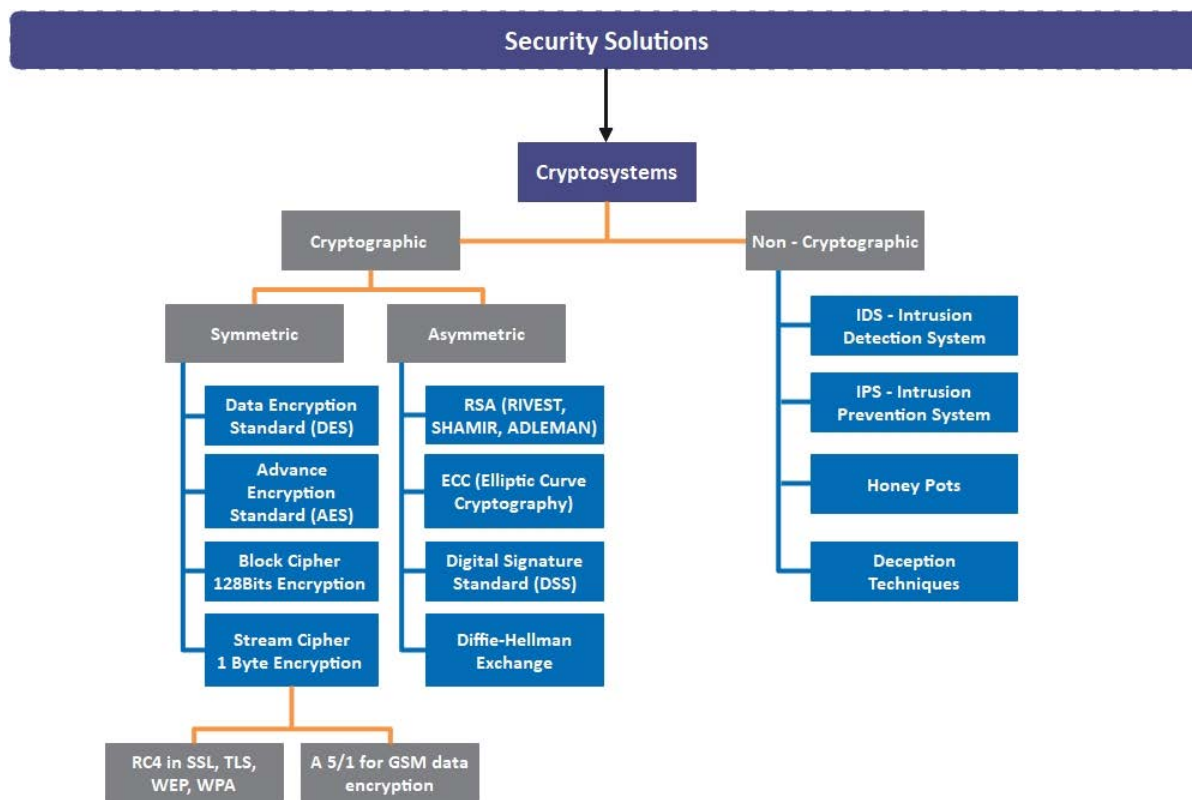 Security Solutions
Cryptosystems
Cryptographic
Non - Cryptographic
Symmetric
Asymmetric
Data Encryption
Standard (DES)
Advance
Encryption
Standard (AES)
Block Cipher
128Bits Encryption
Stream Cipher
1 Byte Encryption
RC4 in SSL, TLS,
WEP, WPA
A 5/1 for GSM data
encryption
RSA (RIVEST,
SHAMIR, ADLEMAN)
ECC (Elliptic Curve
Cryptography)
Digital Signature
Standard (DSS)
Diffie-Hellman
Exchange
IDS - Intrusion
Detection System
IPS - Intrusion
Prevention System
Honey Pots
Deception
Techniques